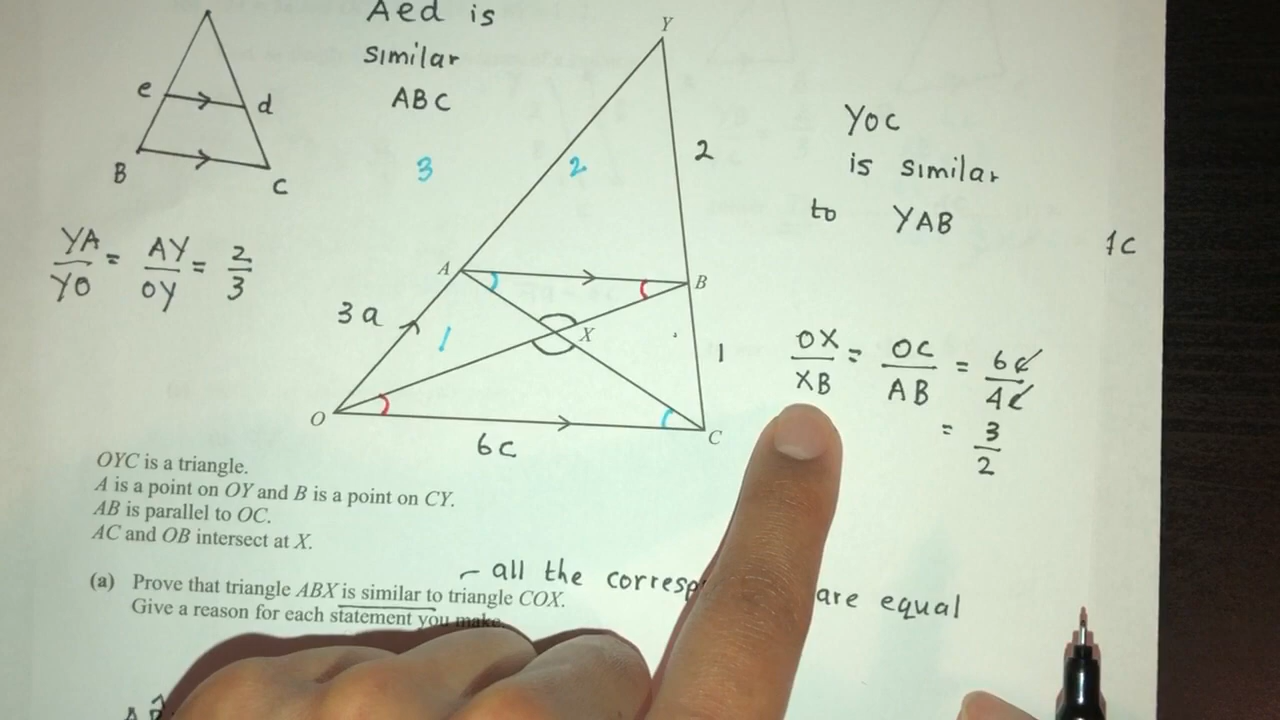 Aed is
similar
ABC
e
d
B
C
3
YA/YO = AY/OY = 2/3
Y
2
2
A
B
3a
1
X
1
O
6c
C
YOC
is similar
to YAB
1c
OX/XB = OC/AB = 6c/4c
= 3/2
OYC is a triangle.
A is a point on OY and B is a point on CY.
AB is parallel to OC.
AC and OB intersect at X.
– all the are equal
(a) Prove that triangle ABX is similar to triangle COX.
Give a reason for each statement you make.